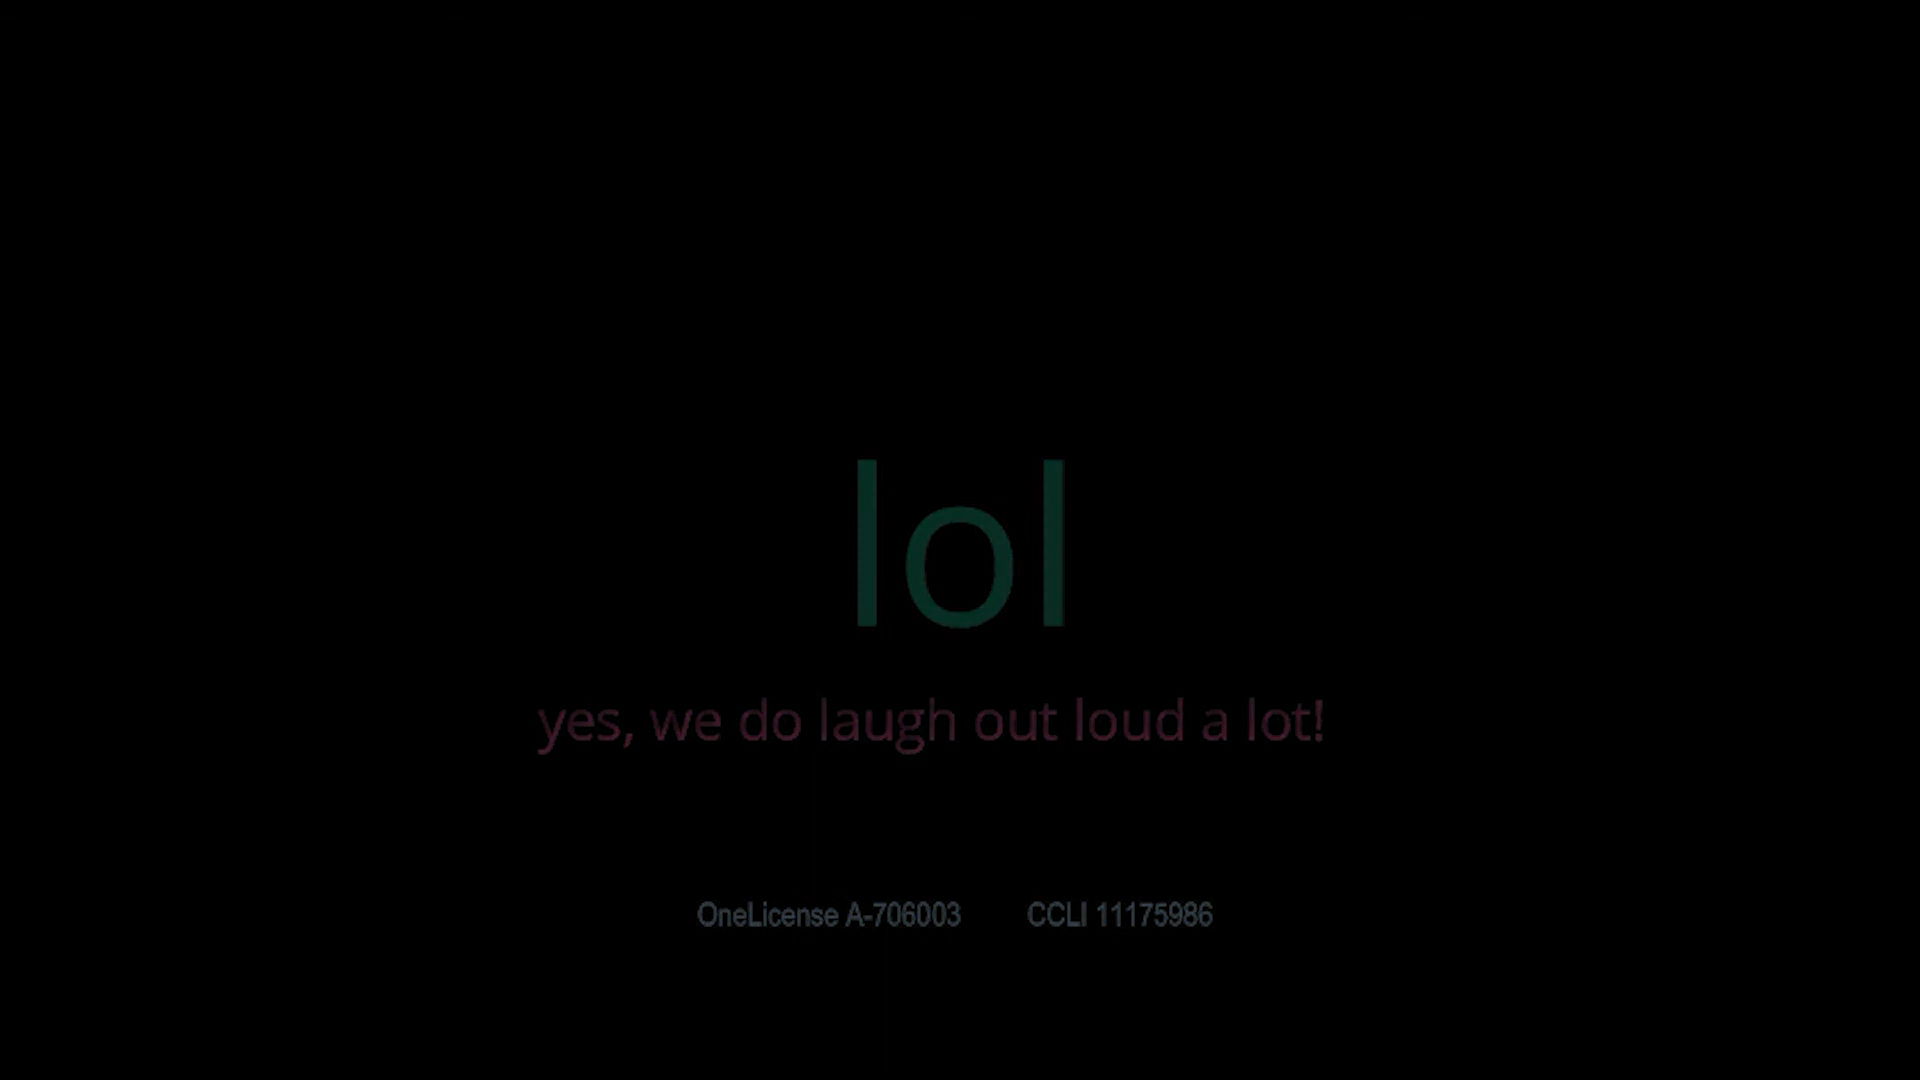 lol
yes, we do laugh out loud a lot!
OneLicense A-706003 CCLI 11175986